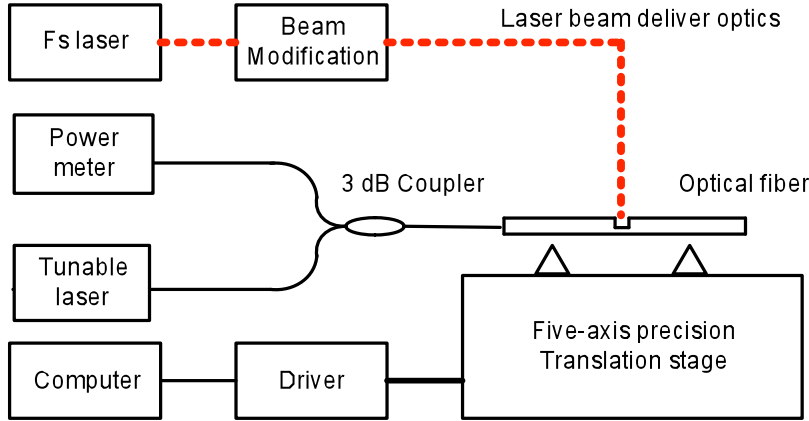 Fs laser
Beam
Modification
Laser beam deliver optics
Power
meter
3 dB Coupler
Optical fiber
Tunable
laser
Five-axis precision
Translation stage
Computer
Driver